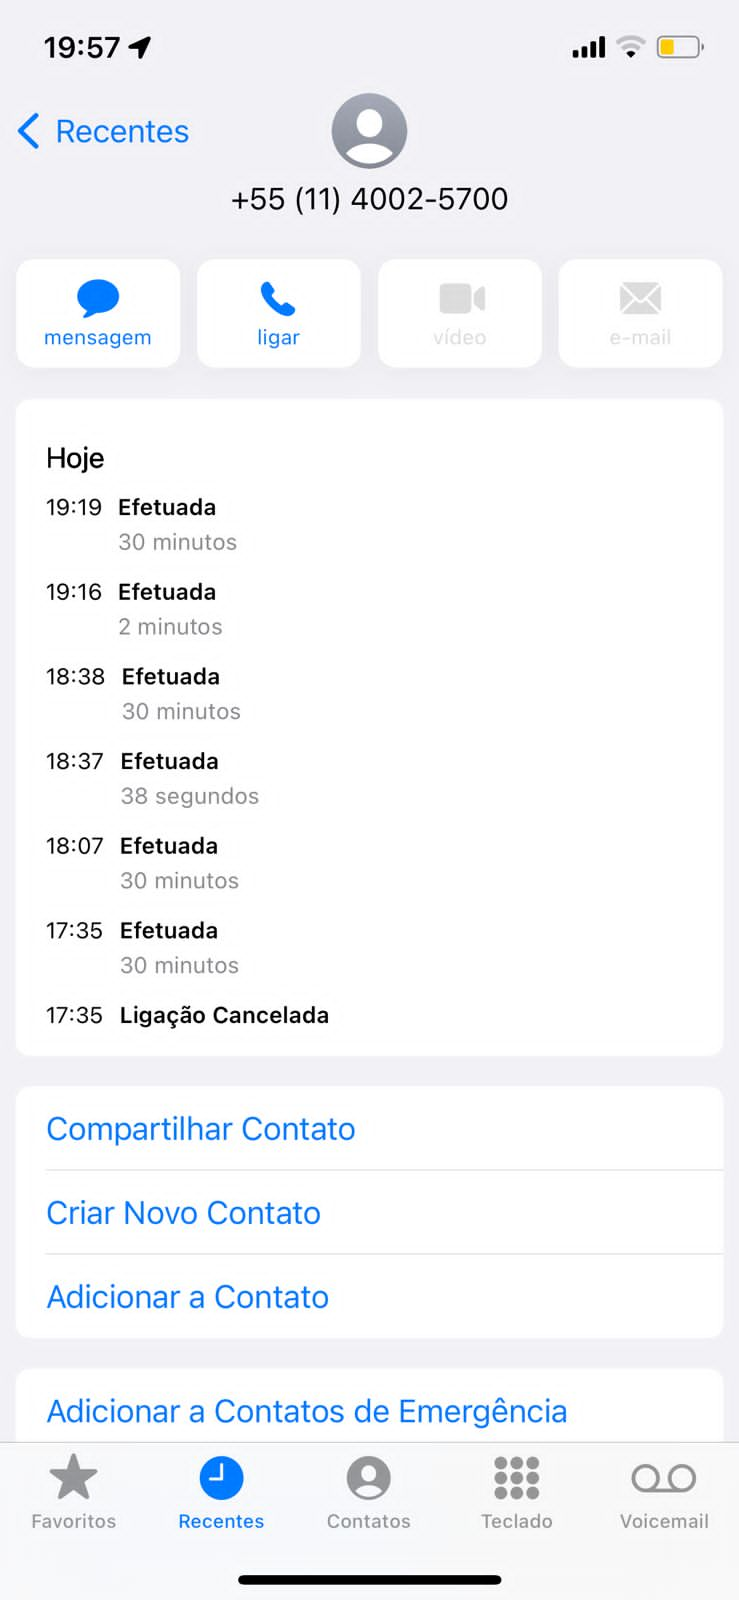 19:57
Recentes
+55 (11) 4002-5700
mensagem
ligar
vídeo
e-mail
Hoje
19:19 Efetuada
30 minutos
19:16 Efetuada
2 minutos
18:38 Efetuada
30 minutos
18:37 Efetuada
38 segundos
18:07 Efetuada
30 minutos
17:35 Efetuada
30 minutos
17:35 Ligação Cancelada
Compartilhar Contato
Criar Novo Contato
Adicionar a Contato
Adicionar a Contatos de Emergência
Favoritos
Recentes
Contatos
Teclado
Voicemail